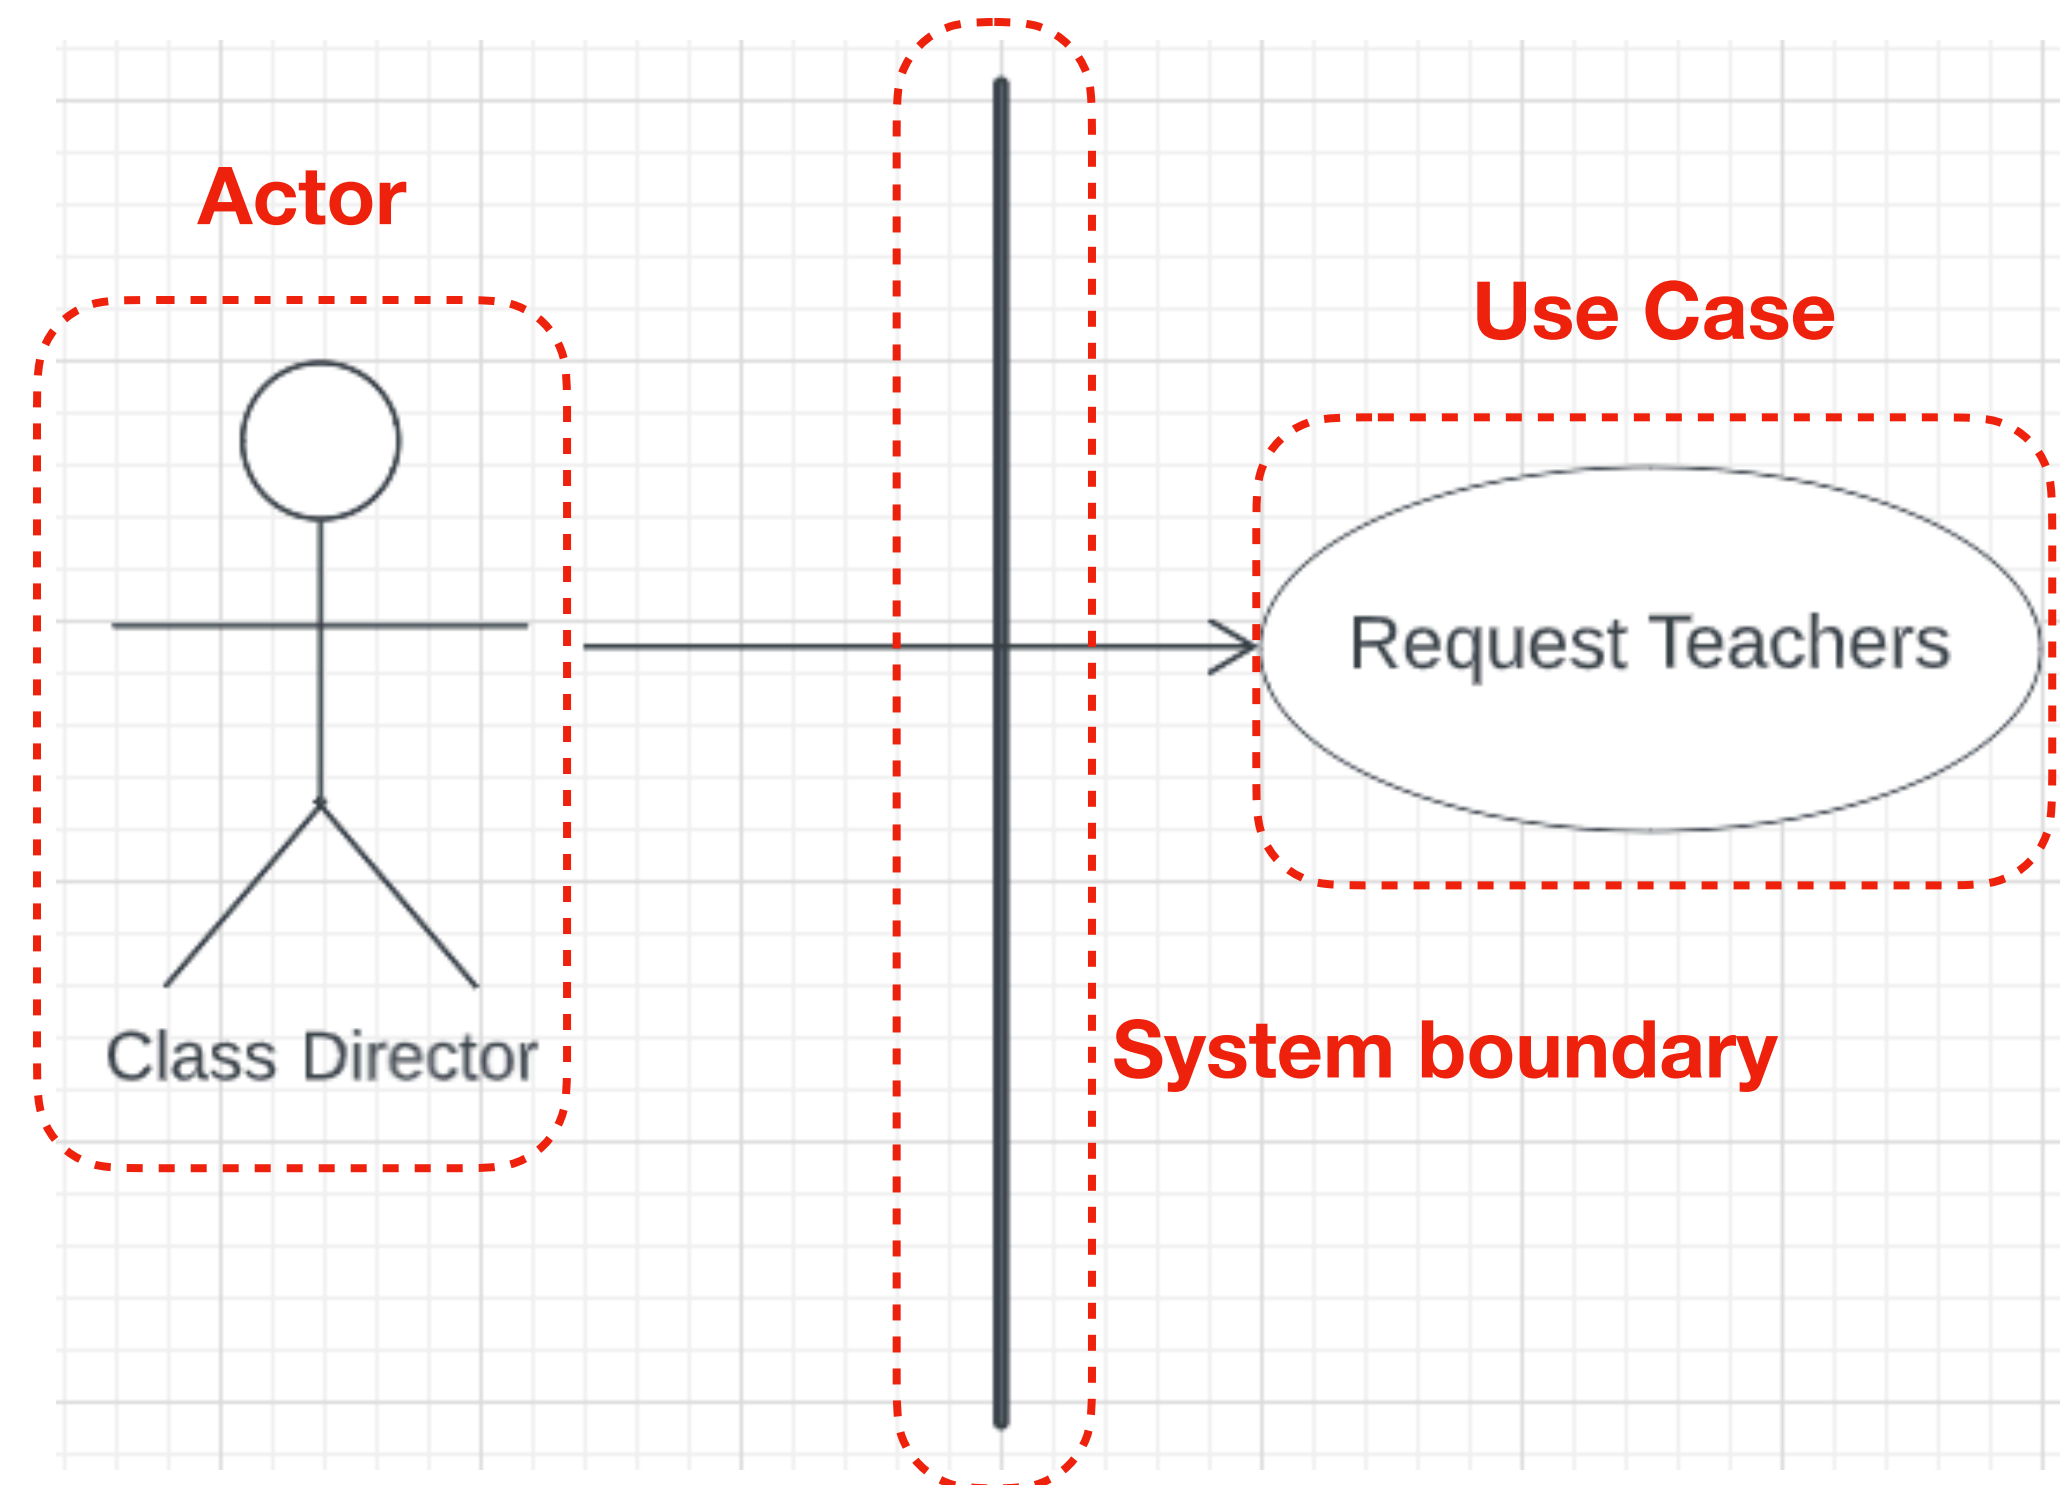 Actor
Use Case
Request Teachers
System boundary
Class Director